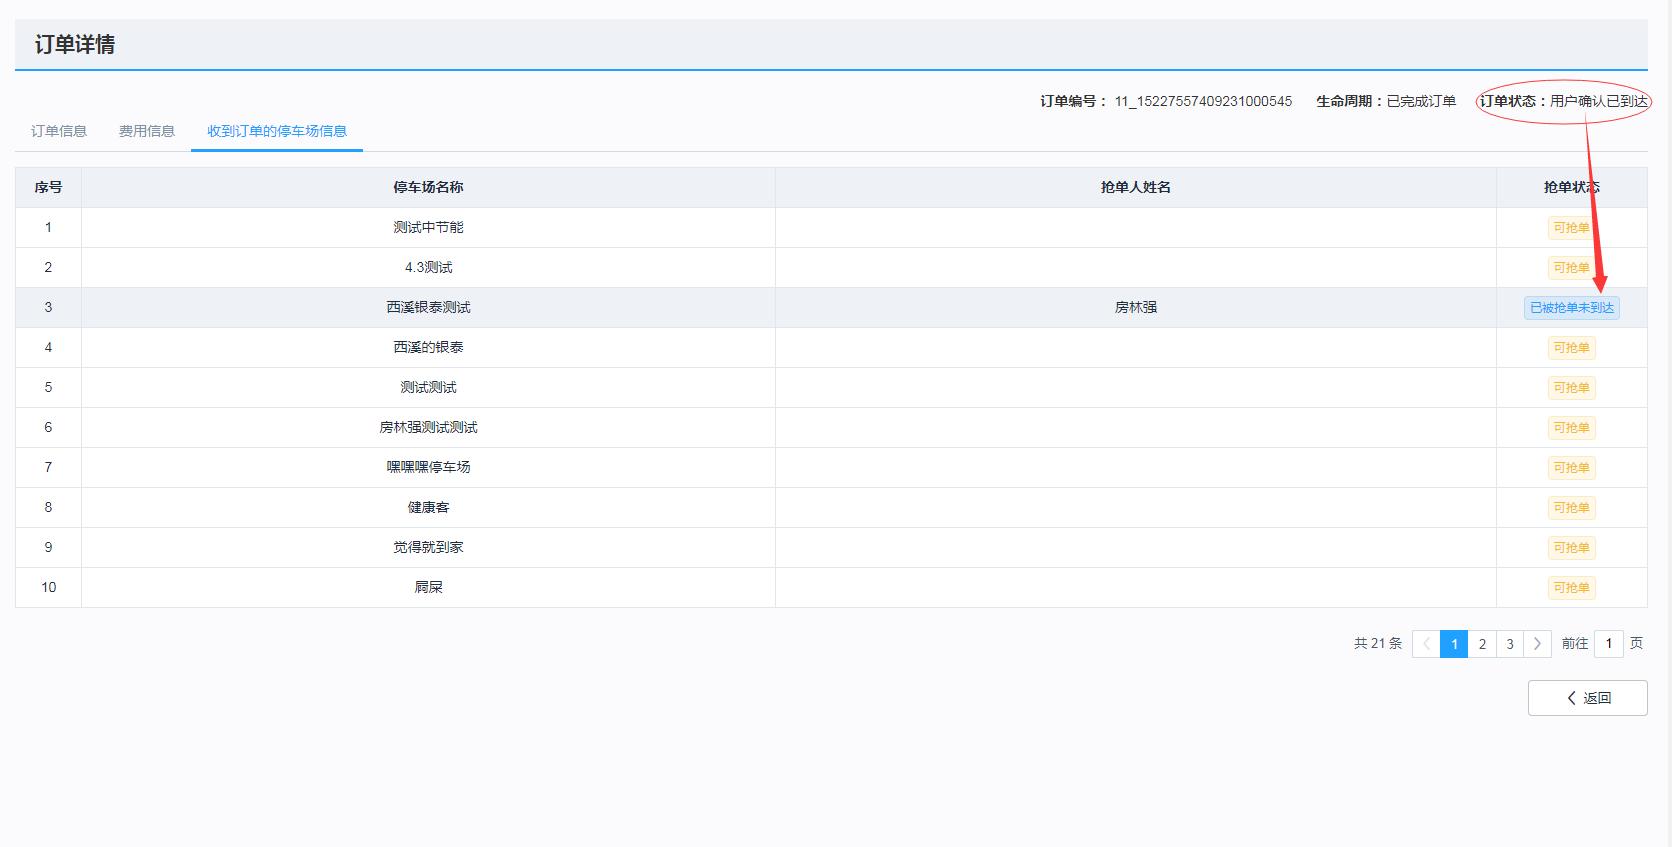 订单详情
订单编号： 11_15227557409231000545 生命周期：已完成订单 订单状态：用户确认已到达
订单信息 费用信息 收到订单的停车场信息
序号 停车场名称 抢单人姓名 抢单状态
1 测试中节能 可抢单
2 4.3测试 可抢单
3 西溪银泰测试 房林强 已被抢单未到达
4 西溪的银泰 可抢单
5 测试测试 可抢单
6 房林强测试测试 可抢单
7 嘿嘿嘿停车场 可抢单
8 健康客 可抢单
9 觉得就到家 可抢单
10 屙屎 可抢单
共 21 条 1 2 3 前往 1 页
返回